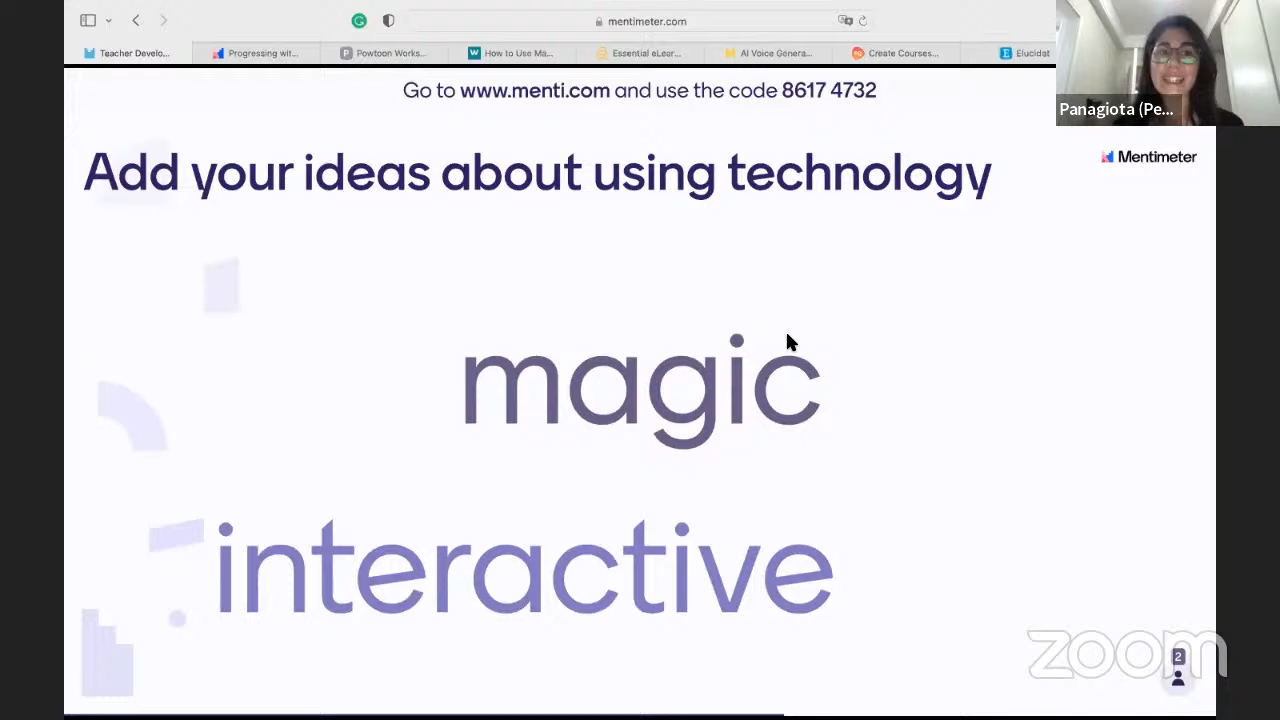 mentimeter.com
Teacher Develo...
Progressing wit...
Powtoon Works...
How to Use Ma...
Essential eLear...
AI Voice Genera...
Create Courses...
Elucidat
Panagiota (Pe...
Go to www.menti.com and use the code 8617 4732
Add your ideas about using technology
Mentimeter
magic
interactive
zoom
2